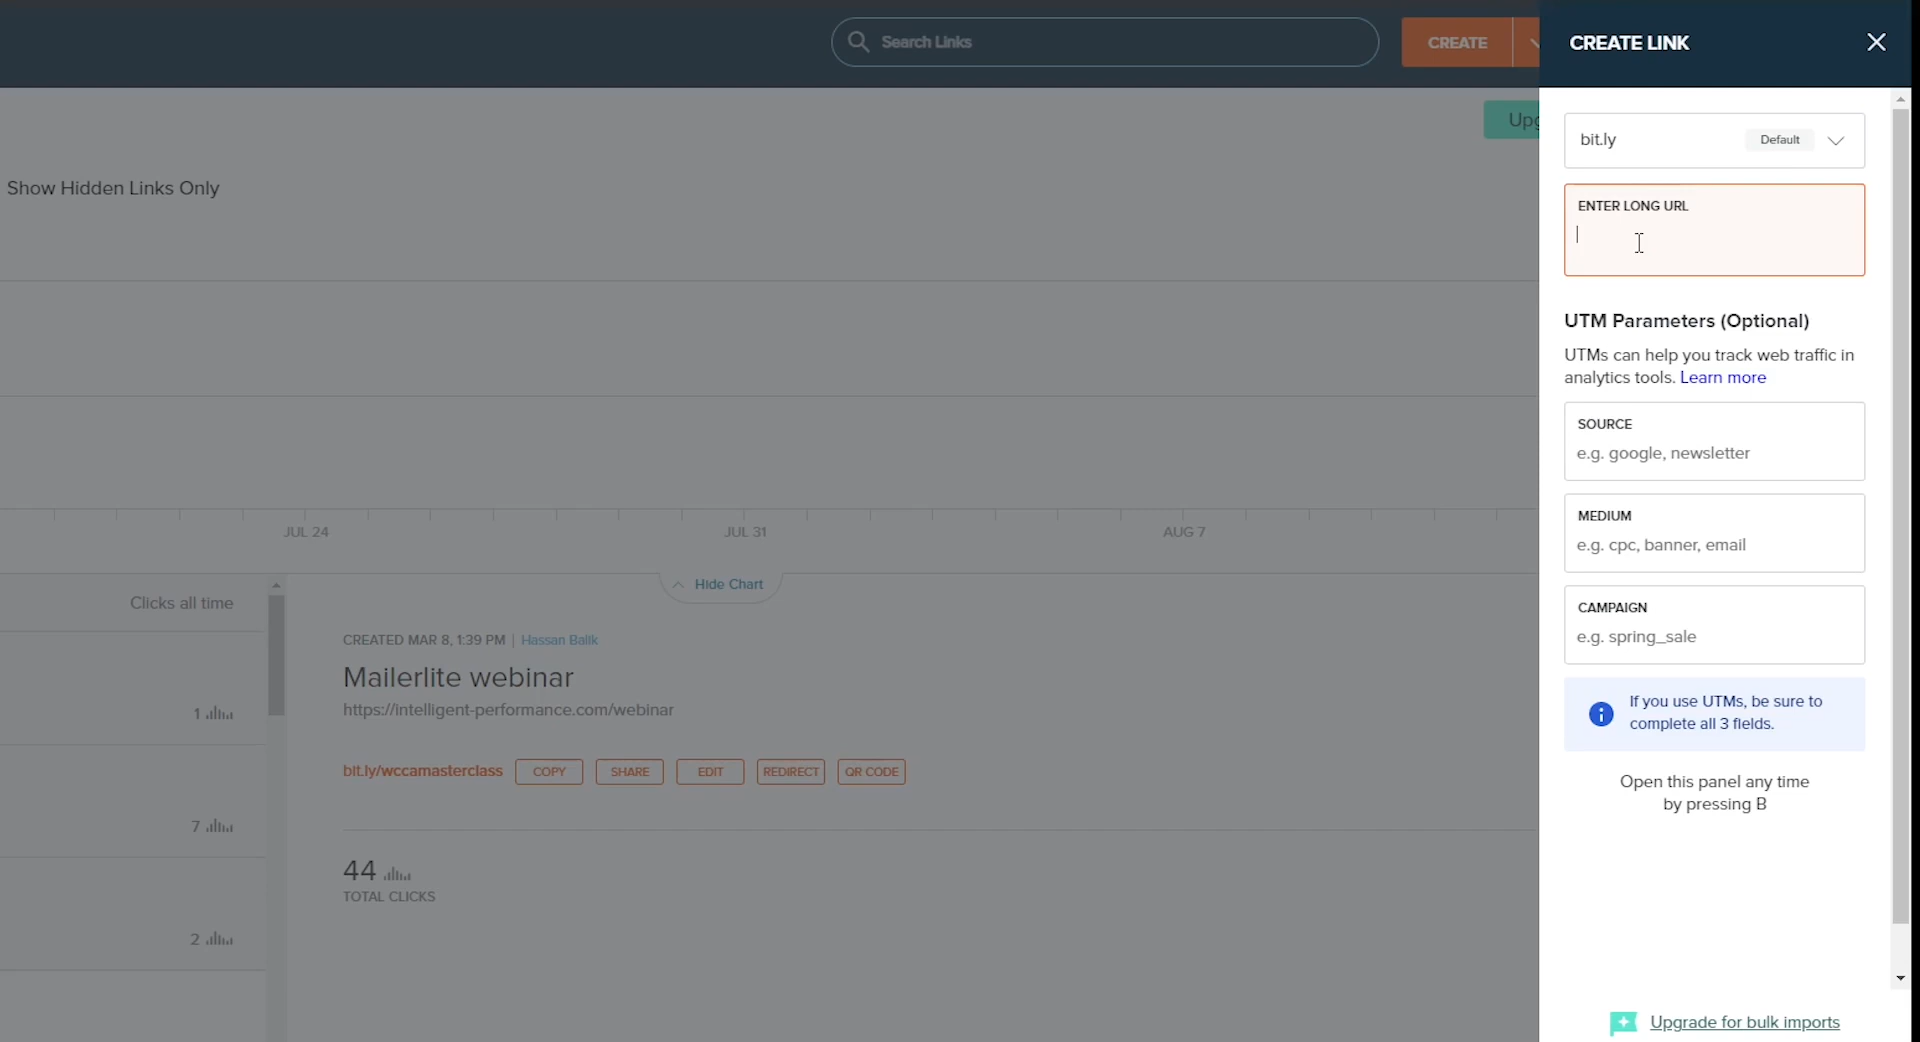 Search Links
CREATE
CREATE LINK
Show Hidden Links Only
bit.ly
Default
ENTER LONG URL
UTM Parameters (Optional)
UTMs can help you track web traffic in
analytics tools. Learn more
SOURCE
e.g. google, newsletter
MEDIUM
e.g. cpc, banner, email
CAMPAIGN
e.g. spring_sale
If you use UTMs, be sure to
complete all 3 fields.
Open this panel any time
by pressing B
Upgrade for bulk imports
JUL 24
JUL 31
AUG 7
Hide Chart
Clicks all time
1
7
2
CREATED MAR 8, 1:39 PM | Hassan Balik
Mailerlite webinar
https://intelligent-performance.com/webinar
bit.ly/wccamasterclass
COPY
SHARE
EDIT
REDIRECT
QR CODE
44
TOTAL CLICKS